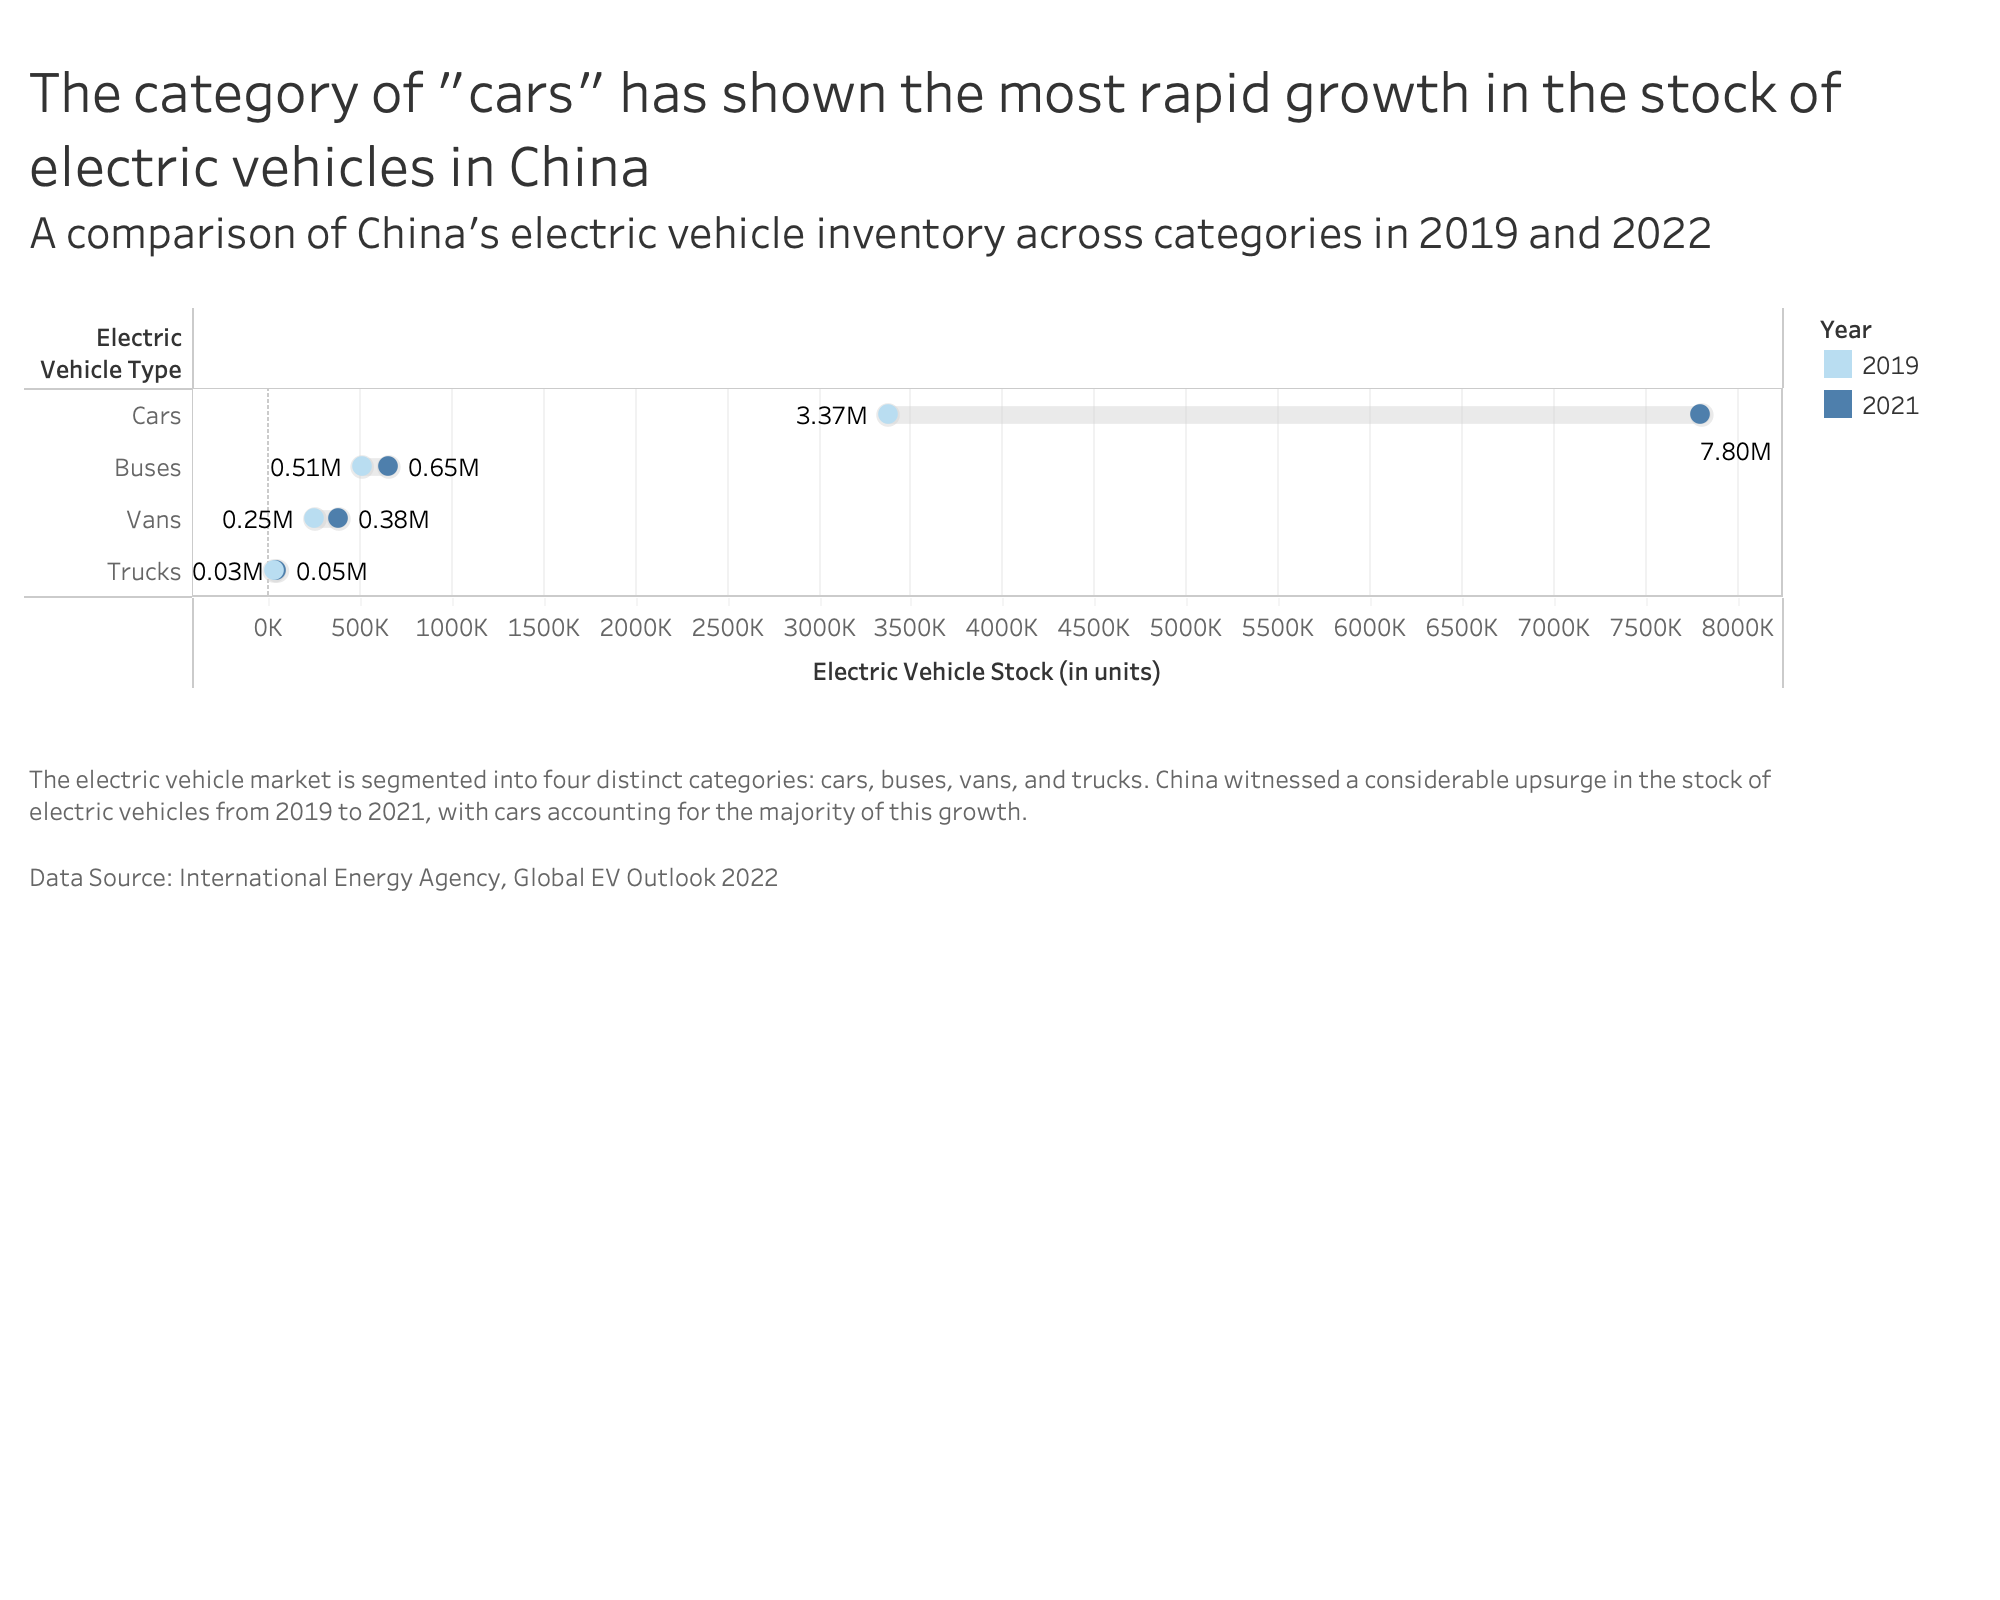 The category of "cars" has shown the most rapid growth in the stock of
electric vehicles in China
A comparison of China's electric vehicle inventory across categories in 2019 and 2022
Electric
Vehicle Type
Year
2019
2021
Cars
3.37M
7.80M
Buses
0.51M
0.65M
Vans
0.25M
0.38M
Trucks
0.03M
0.05M
0K 500K 1000K 1500K 2000K 2500K 3000K 3500K 4000K 4500K 5000K 5500K 6000K 6500K 7000K 7500K 8000K
Electric Vehicle Stock (in units)
The electric vehicle market is segmented into four distinct categories: cars, buses, vans, and trucks. China witnessed a considerable upsurge in the stock of
electric vehicles from 2019 to 2021, with cars accounting for the majority of this growth.
Data Source: International Energy Agency, Global EV Outlook 2022